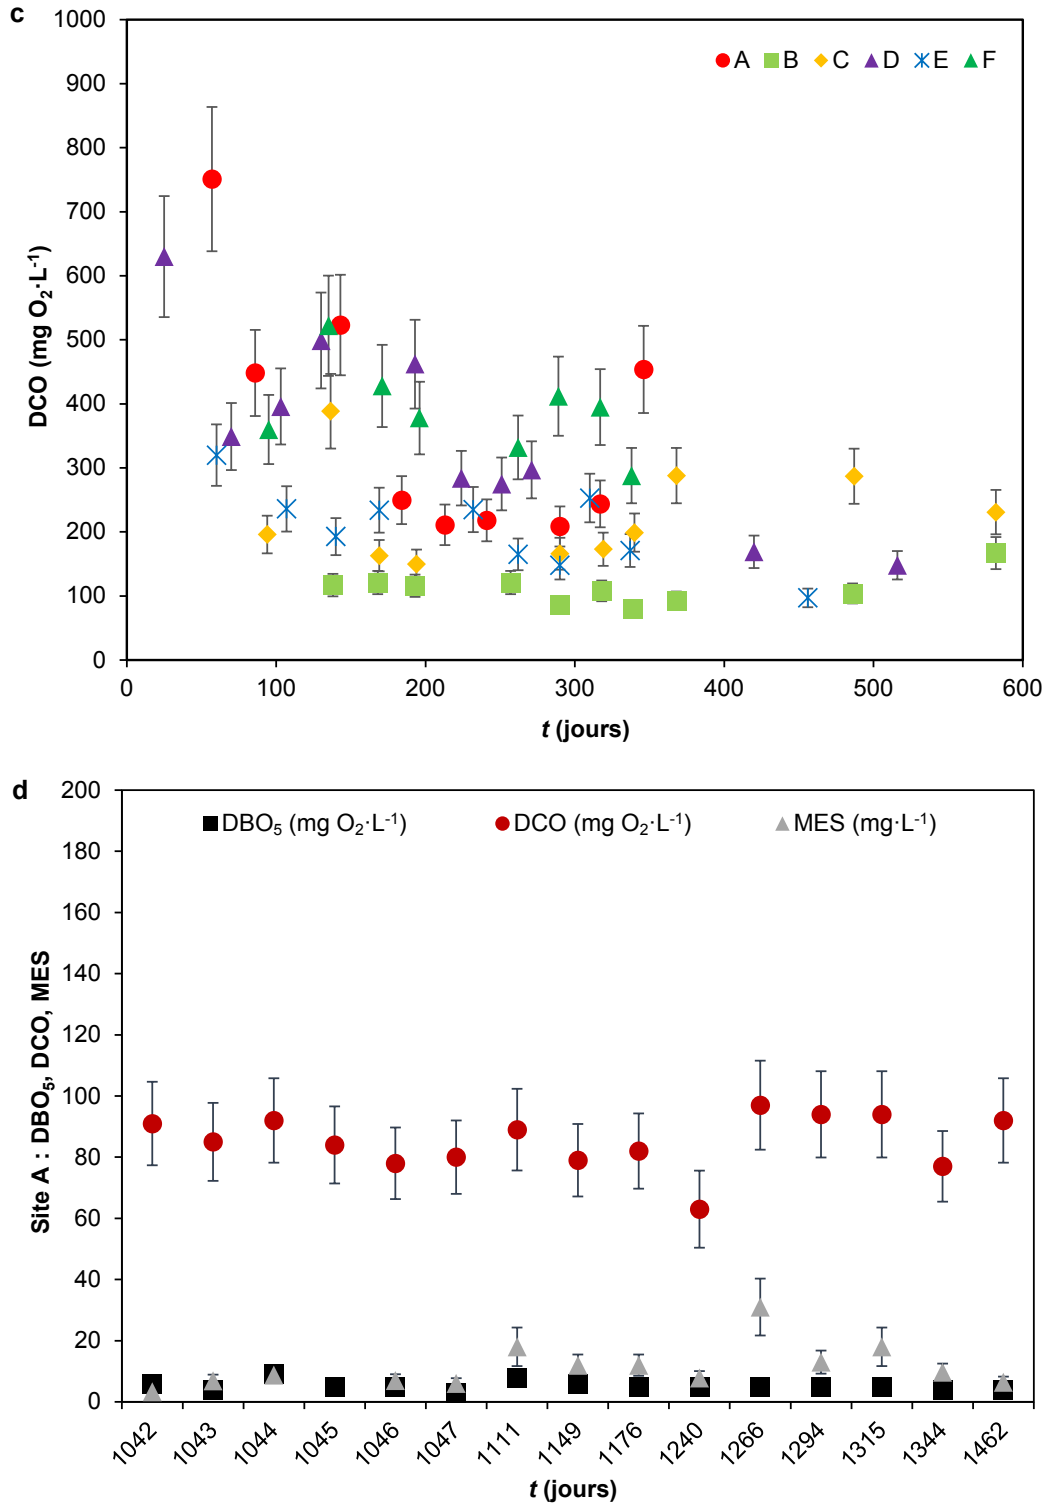 c
1000
900
800
700
600
500
400
300
200
100
0
DCO (mg O₂·L⁻¹)
A B C D E F
0 100 200 300 400 500 600
t (jours)
d
200
180
160
140
120
100
80
60
40
20
0
Site A : DBO₅, DCO, MES
DBO₅ (mg O₂·L⁻¹) DCO (mg O₂·L⁻¹) MES (mg·L⁻¹)
1042 1043 1044 1045 1046 1047 1111 1149 1176 1240 1266 1294 1315 1344 1462
t (jours)